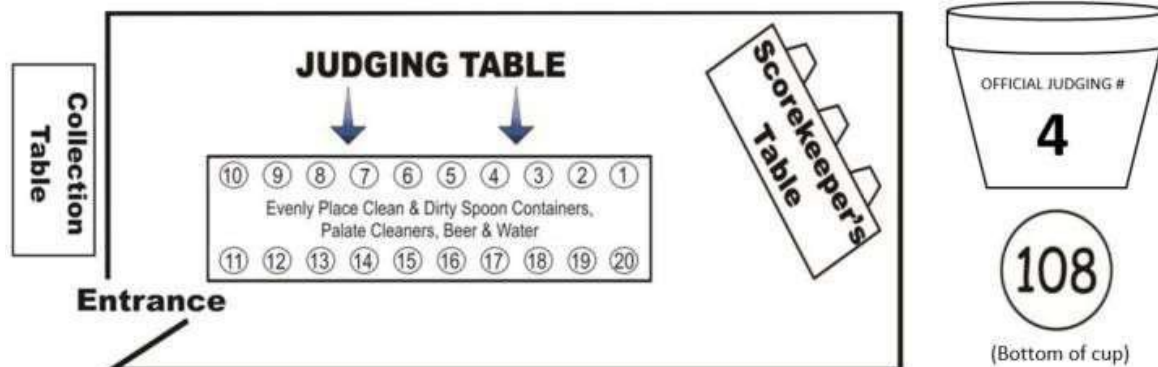 JUDGING TABLE
Collection
Table
Scorekeeper's
Table
10 9 8 7 6 5 4 3 2 1
Evenly Place Clean & Dirty Spoon Containers,
Palate Cleaners, Beer & Water
11 12 13 14 15 16 17 18 19 20
Entrance
OFFICIAL JUDGING #
4
108
(Bottom of cup)